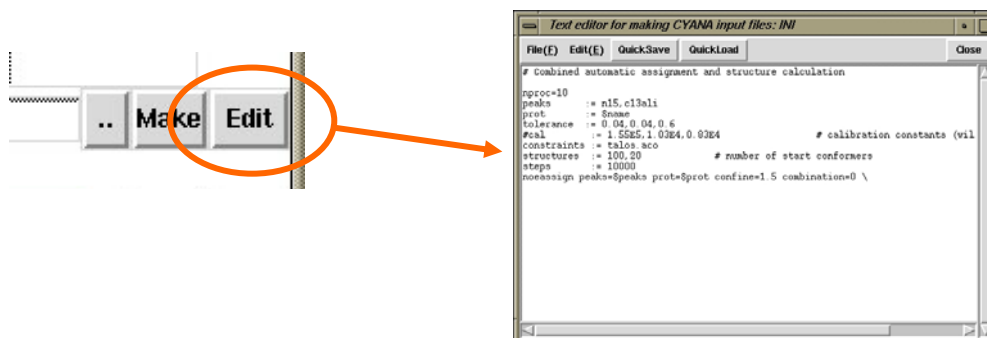 .. Make Edit
Text editor for making CYANA input files: INI
File(F) Edit(E) QuickSave QuickLoad Close
# Combined automatic assignment and structure calculation
nproc=10
peaks := n15,c13ali
prot := $name
tolerance := 0.04,0.04,0.6
#cal := 1.55E5,1.03E4,0.83E4 # calibration constants (wil
constraints := talos.aco
structures := 100,20 # number of start conformers
steps := 10000
noeassign peaks=$peaks prot=$prot confine=1.5 combination=0 \